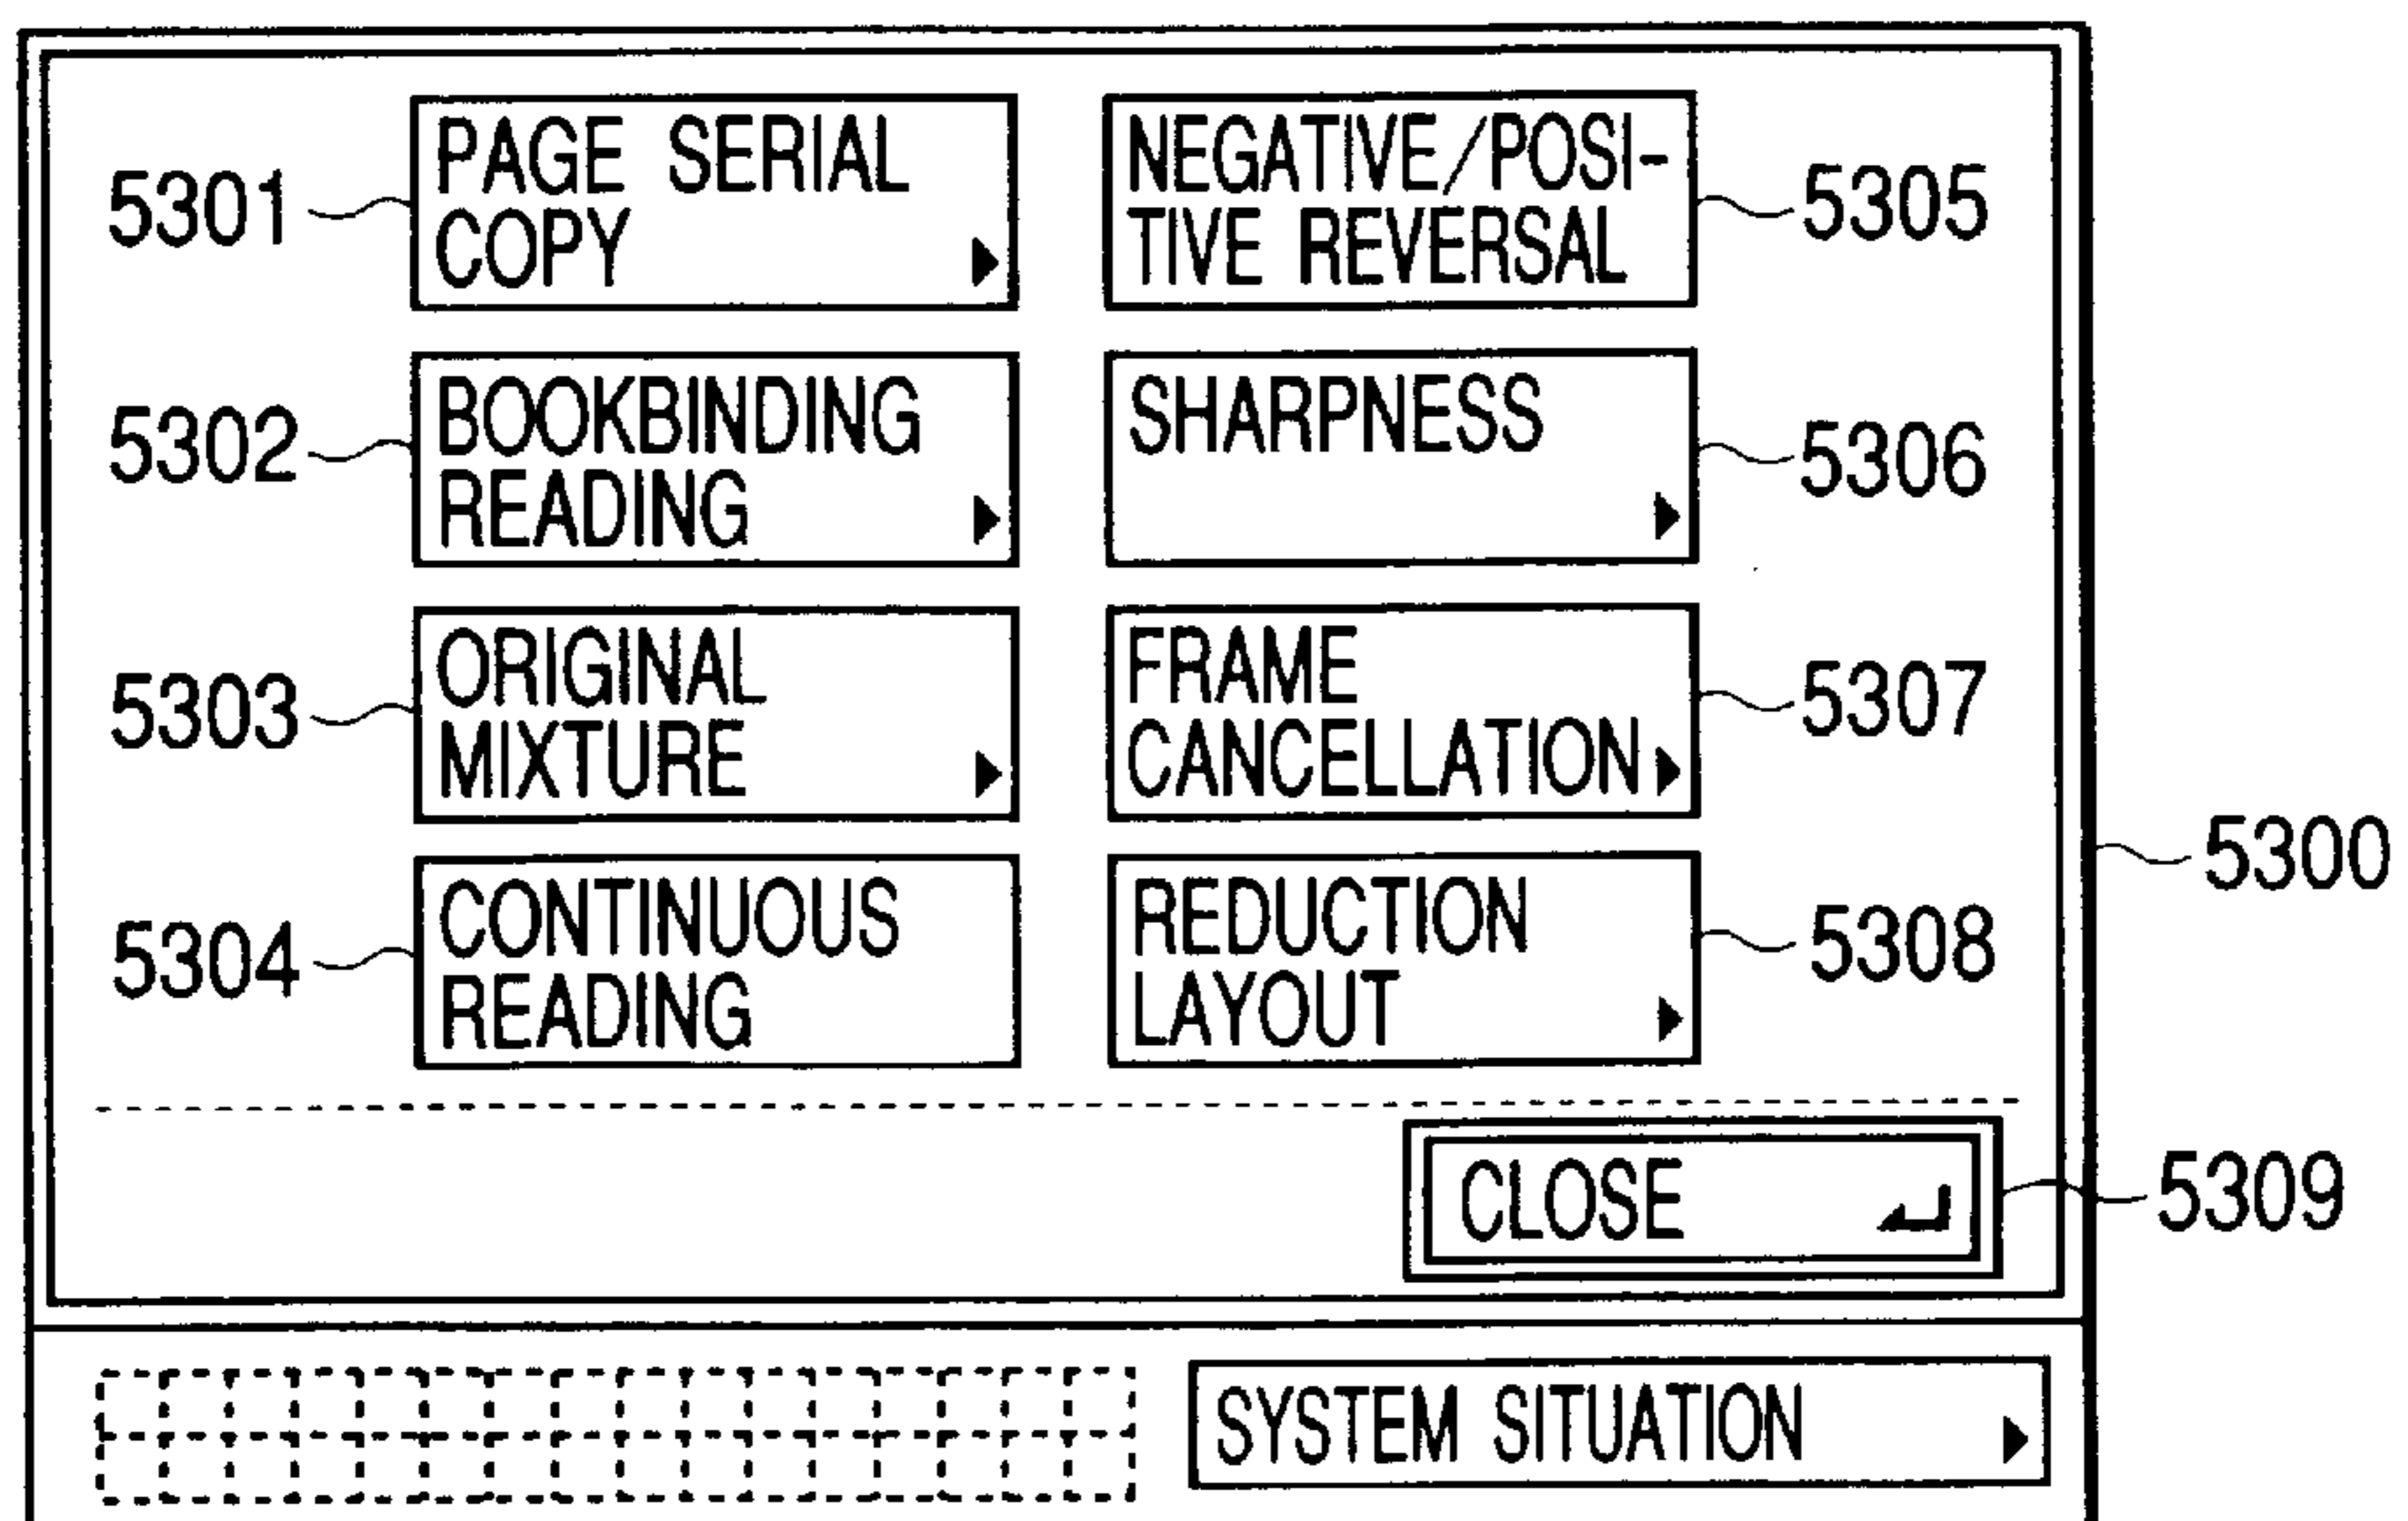 5301
PAGE SERIAL
COPY
NEGATIVE/POSI-
TIVE REVERSAL
5305
5302
BOOKBINDING
READING
SHARPNESS
5306
5303
ORIGINAL
MIXTURE
FRAME
CANCELLATION
5307
5300
5304
CONTINUOUS
READING
REDUCTION
LAYOUT
5308
CLOSE
5309
SYSTEM SITUATION